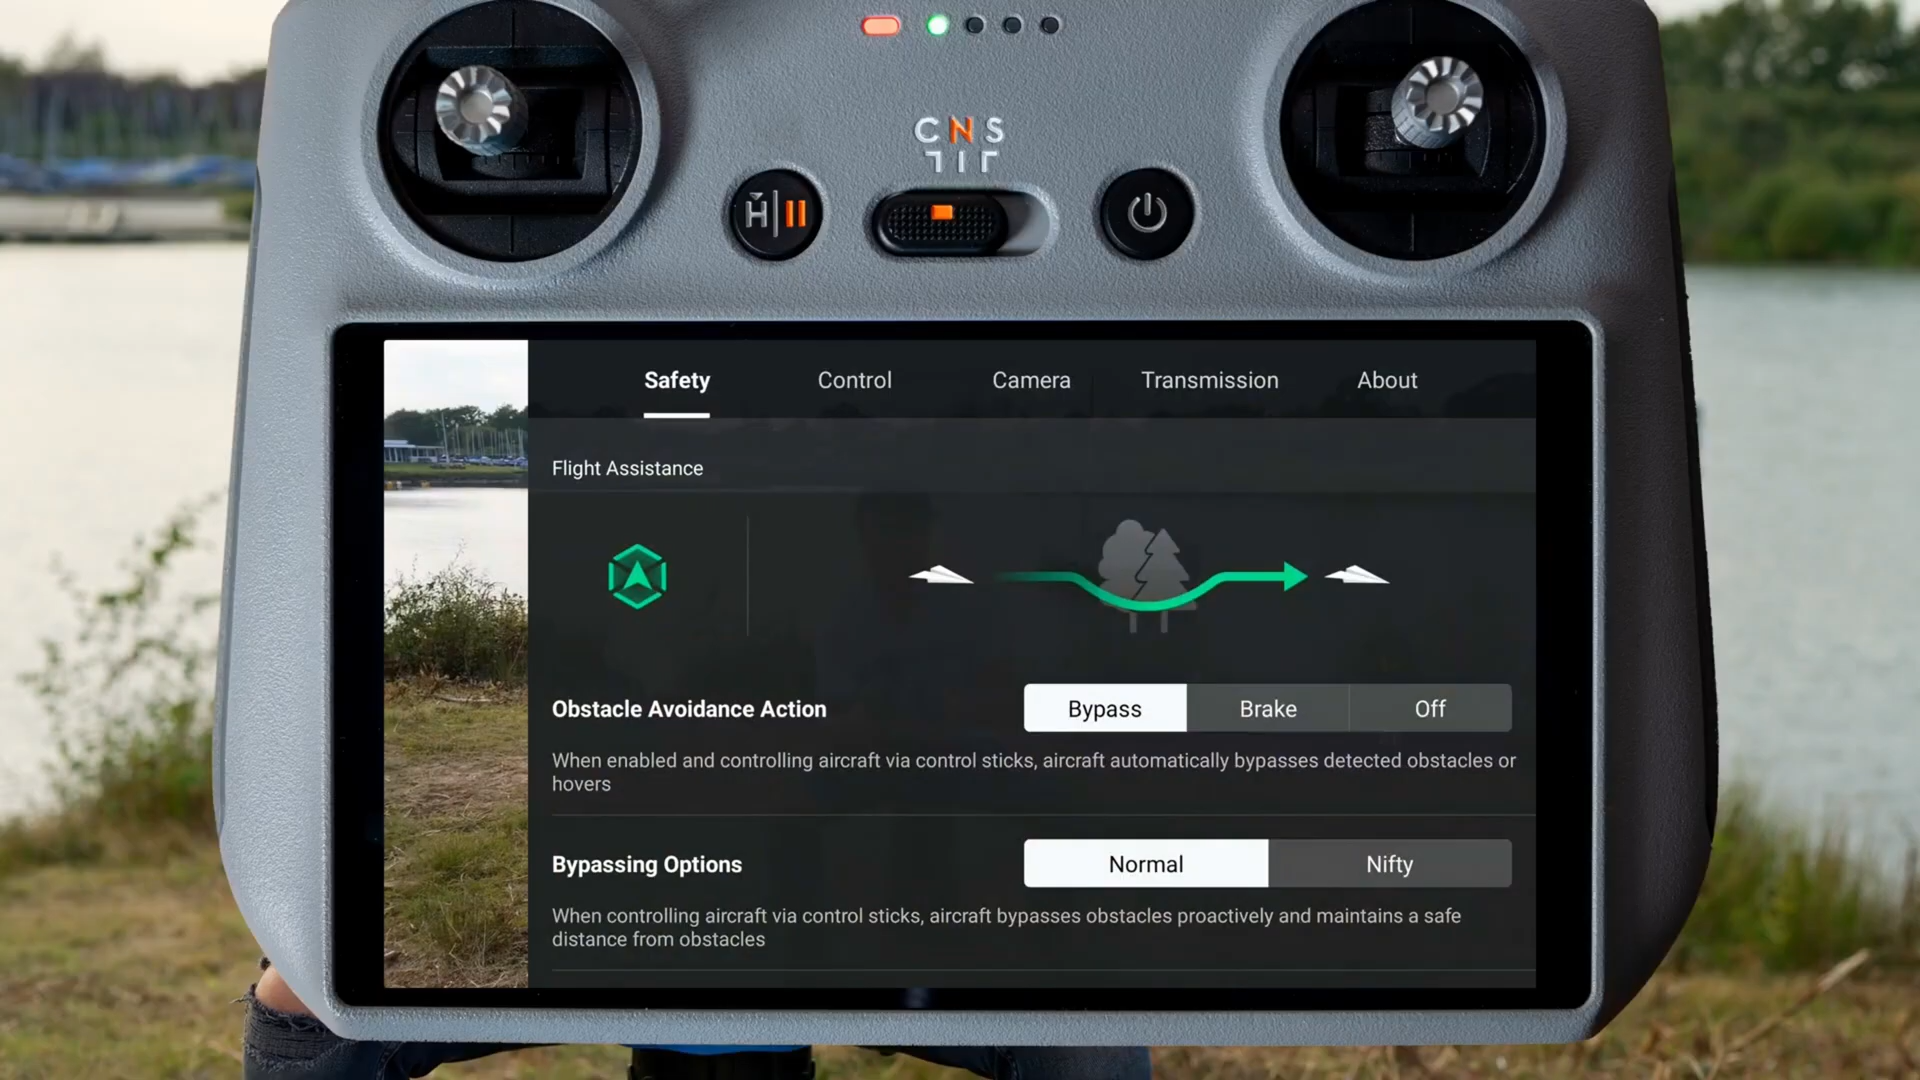 C N S
H
Safety Control Camera Transmission About
Flight Assistance
Obstacle Avoidance Action Bypass Brake Off
When enabled and controlling aircraft via control sticks, aircraft automatically bypasses detected obstacles or
hovers
Bypassing Options Normal Nifty
When controlling aircraft via control sticks, aircraft bypasses obstacles proactively and maintains a safe
distance from obstacles